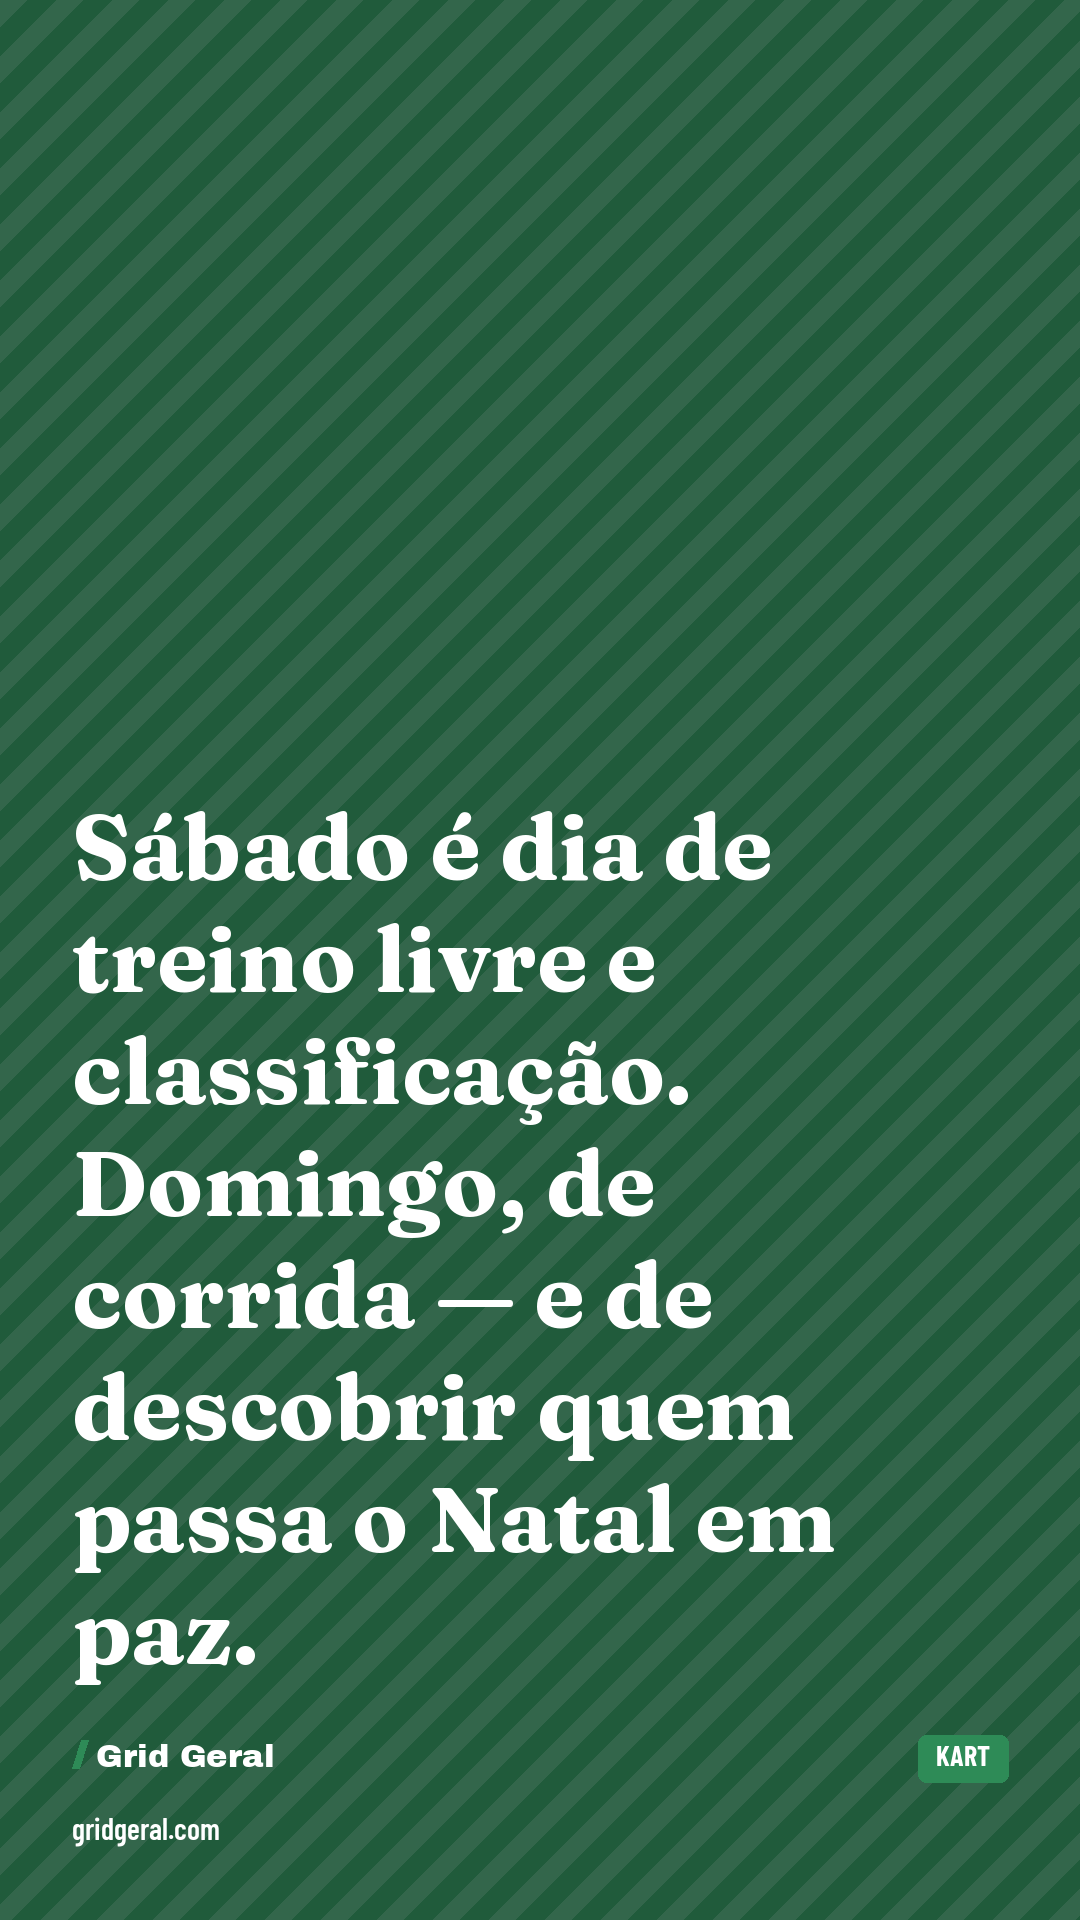 Sábado é dia de
treino livre e
classificação.
Domingo, de
corrida — e de
descobrir quem
passa o Natal em
paz.
/ Grid Geral
KART
gridgeral.com